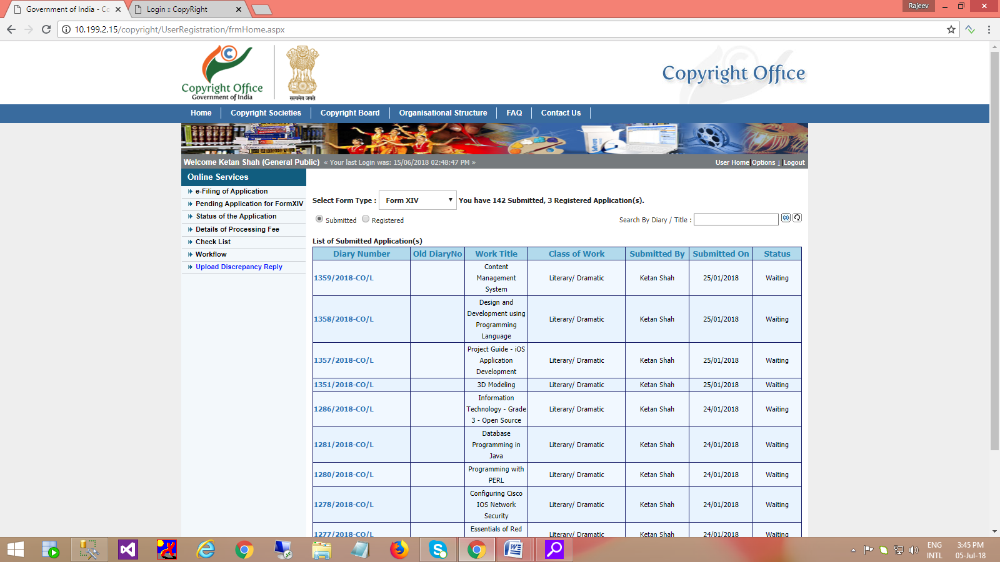 Government of India - Co
Login :: CopyRight
Rajeev
10.199.2.15/copyright/UserRegistration/frmHome.aspx
Copyright Office
Government of India
सत्यमेव जयते
Copyright Office
Home
Copyright Societies
Copyright Board
Organisational Structure
FAQ
Contact Us
Welcome Ketan Shah (General Public) « Your last Login was: 15/06/2018 02:48:47 PM »
User Home|Options ↓|Logout
Online Services
e-Filing of Application
Pending Application for FormXIV
Status of the Application
Details of Processing Fee
Check List
Workflow
Upload Discrepancy Reply
Select Form Type : Form XIV You have 142 Submitted, 3 Registered Application(s).
Submitted Registered
Search By Diary / Title :
List of Submitted Application(s)
Diary Number Old DiaryNo Work Title Class of Work Submitted By Submitted On Status
1359/2018-CO/L Content Management System Literary/ Dramatic Ketan Shah 25/01/2018 Waiting
1358/2018-CO/L Design and Development using Programming Language Literary/ Dramatic Ketan Shah 25/01/2018 Waiting
1357/2018-CO/L Project Guide - iOS Application Development Literary/ Dramatic Ketan Shah 25/01/2018 Waiting
1351/2018-CO/L 3D Modeling Literary/ Dramatic Ketan Shah 25/01/2018 Waiting
1286/2018-CO/L Information Technology - Grade 3 - Open Source Literary/ Dramatic Ketan Shah 24/01/2018 Waiting
1281/2018-CO/L Database Programming in Java Literary/ Dramatic Ketan Shah 24/01/2018 Waiting
1280/2018-CO/L Programming with PERL Literary/ Dramatic Ketan Shah 24/01/2018 Waiting
1278/2018-CO/L Configuring Cisco IOS Network Security Literary/ Dramatic Ketan Shah 24/01/2018 Waiting
1277/2018-CO/L Essentials of Red Literary/ Dramatic Ketan Shah 24/01/2018 Waiting
ENG
INTL
3:45 PM
05-Jul-18